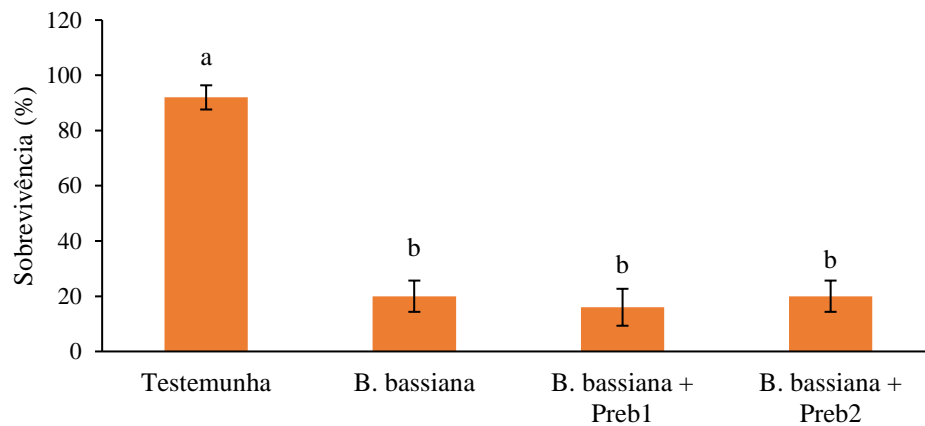 120
100
80
60
40
20
0
Sobrevivência (%)
a
b
b
b
Testemunha
B. bassiana
B. bassiana +
Preb1
B. bassiana +
Preb2